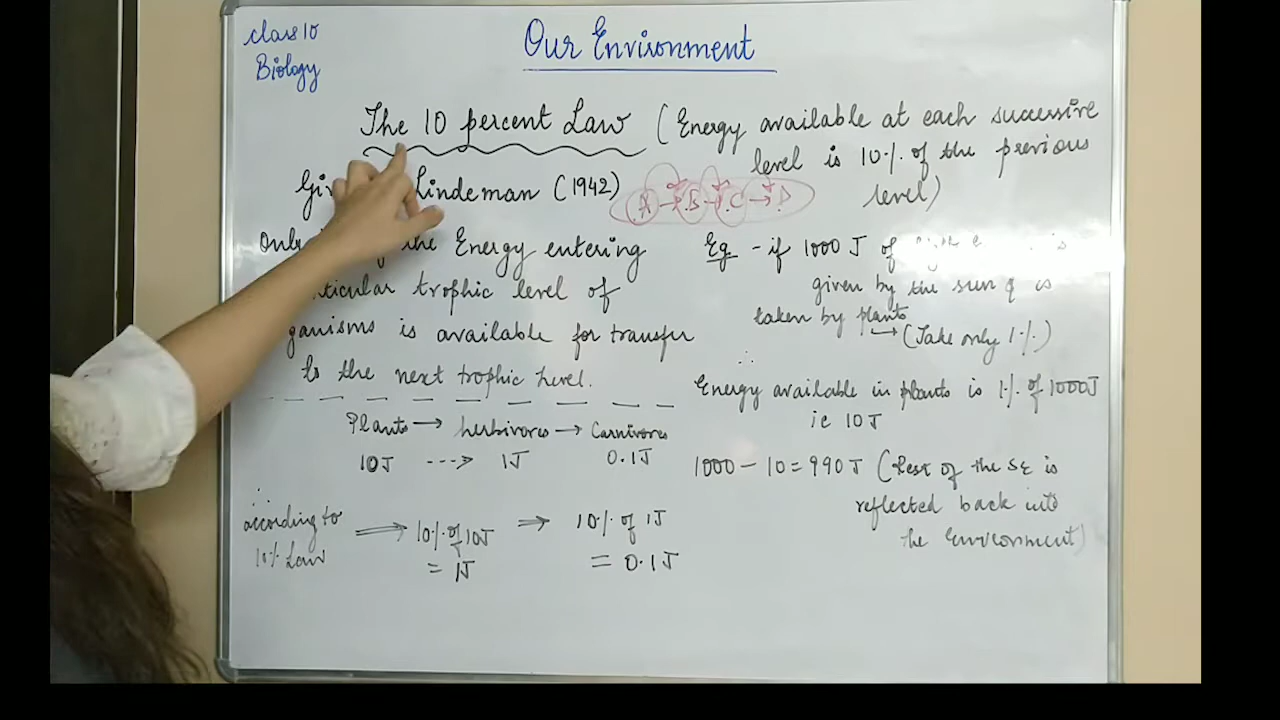 class 10
Biology
Our Environment
The 10 percent Law (Energy available at each successive
level is 10% of the previous
level)
Lindeman (1942)
A → B → C → D
the Energy entering
trophic level of
is available for transfer
to the next trophic level.
Plants → herbivores → Carnivores
10J ---> 1J 0.1J
∴ according to
10% Law
⇒ 10% of 10J
= 1J
⇒ 10% of 1J
= 0.1J
Eg - if 1000 J of
given by the sun & is
taken by plants
→ (Take only 1%)
∴
Energy available in plants is 1% of 1000J
ie 10J
1000 - 10 = 990 J (Rest of the SE is
reflected back into
the Environment)